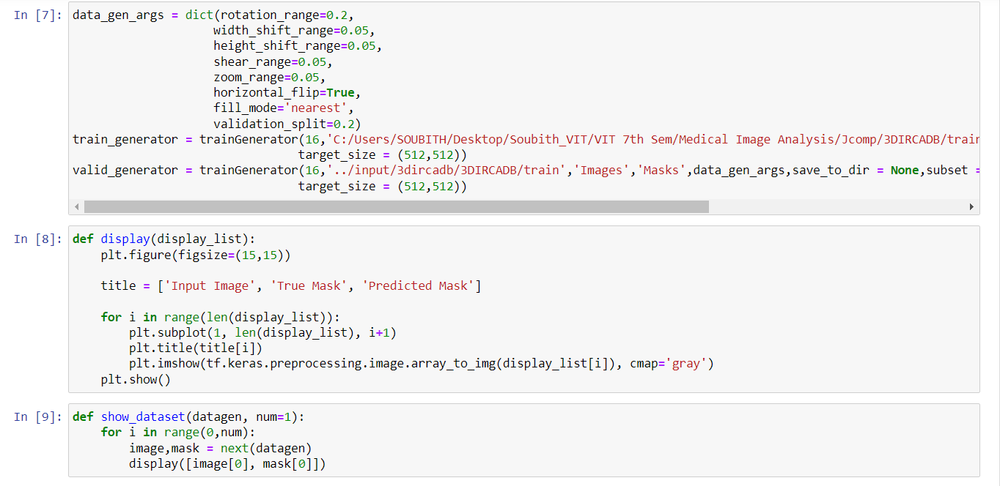 In [7]: data_gen_args = dict(rotation_range=0.2,
width_shift_range=0.05,
height_shift_range=0.05,
shear_range=0.05,
zoom_range=0.05,
horizontal_flip=True,
fill_mode='nearest',
validation_split=0.2)
train_generator = trainGenerator(16,'C:/Users/SOUBITH/Desktop/Soubith_VIT/VIT 7th Sem/Medical Image Analysis/Jcomp/3DIRCADB/train
target_size = (512,512))
valid_generator = trainGenerator(16,'../input/3dircadb/3DIRCADB/train','Images','Masks',data_gen_args,save_to_dir = None,subset =
target_size = (512,512))
In [8]: def display(display_list):
plt.figure(figsize=(15,15))
title = ['Input Image', 'True Mask', 'Predicted Mask']
for i in range(len(display_list)):
plt.subplot(1, len(display_list), i+1)
plt.title(title[i])
plt.imshow(tf.keras.preprocessing.image.array_to_img(display_list[i]), cmap='gray')
plt.show()
In [9]: def show_dataset(datagen, num=1):
for i in range(0,num):
image,mask = next(datagen)
display([image[0], mask[0]])